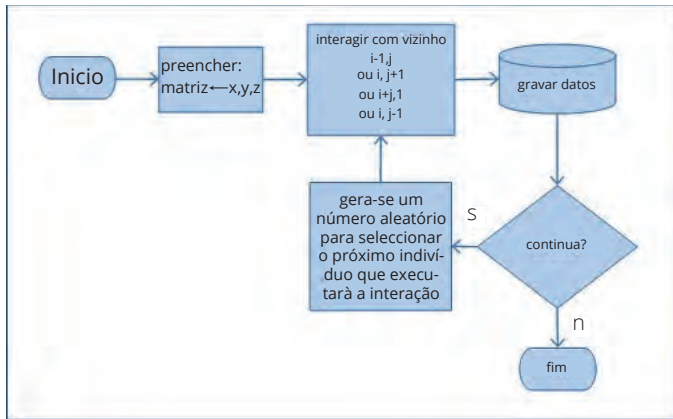 Inicio
preencher:
matriz←x,y,z
interagir com vizinho
i-1,j
ou i, j+1
ou i+j,1
ou i, j-1
gravar datos
continua?
s
gera-se um
número aleatório
para seleccionar
o próximo indiví-
duo que execu-
tarà a interação
n
fim